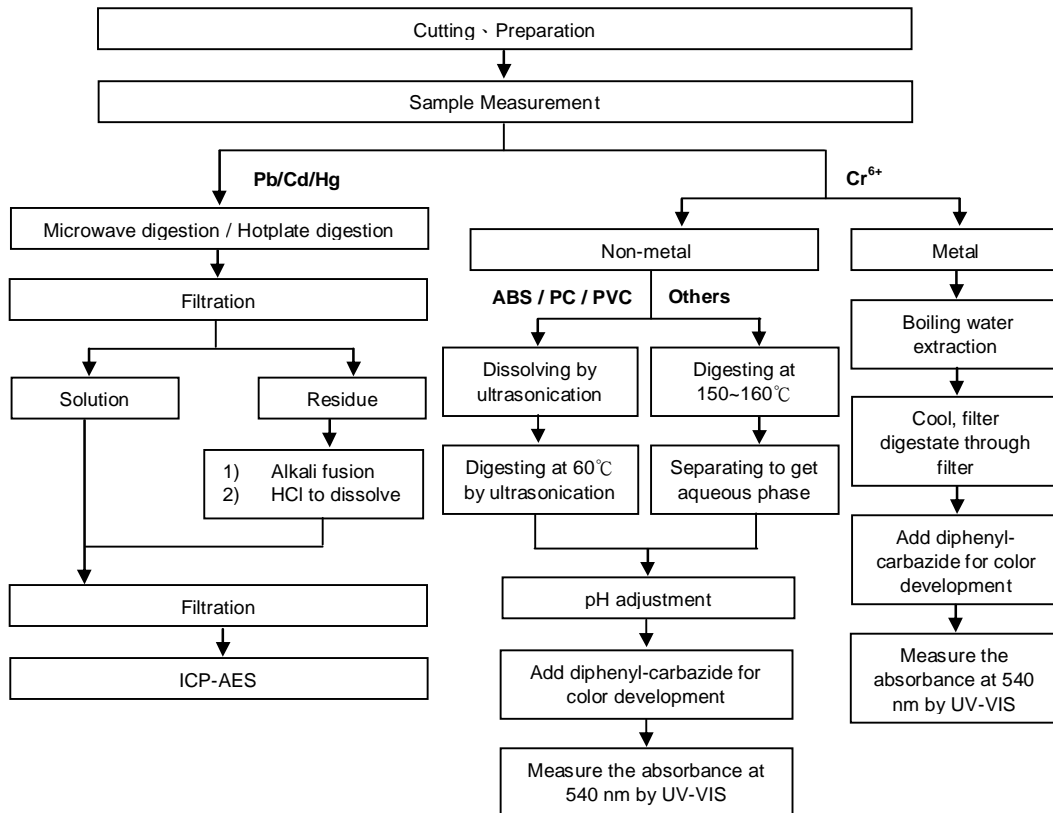 Cutting、Preparation
Sample Measurement
Pb/Cd/Hg
Cr6+
Microwave digestion / Hotplate digestion
Non-metal
Metal
Filtration
ABS / PC / PVC
Others
Boiling water
extraction
Solution
Residue
Dissolving by
ultrasonication
Digesting at
150~160℃
Cool, filter
digestate through
filter
1) Alkali fusion
2) HCl to dissolve
Digesting at 60℃
by ultrasonication
Separating to get
aqueous phase
Add diphenyl-
carbazide for color
development
Filtration
pH adjustment
ICP-AES
Add diphenyl-carbazide for
color development
Measure the
absorbance at 540
nm by UV-VIS
Measure the absorbance at
540 nm by UV-VIS